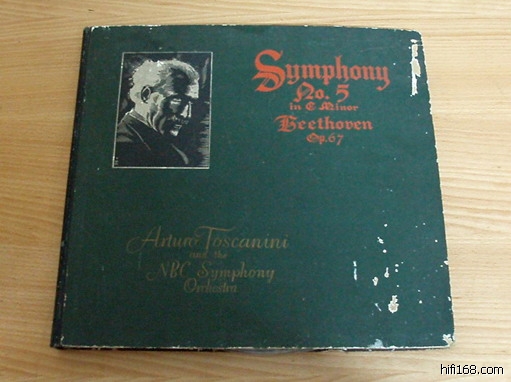 Symphony
No. 5
in C Minor
Beethoven
Op. 67
Arturo Toscanini
and the
NBC Symphony
Orchestra
hifi168.com